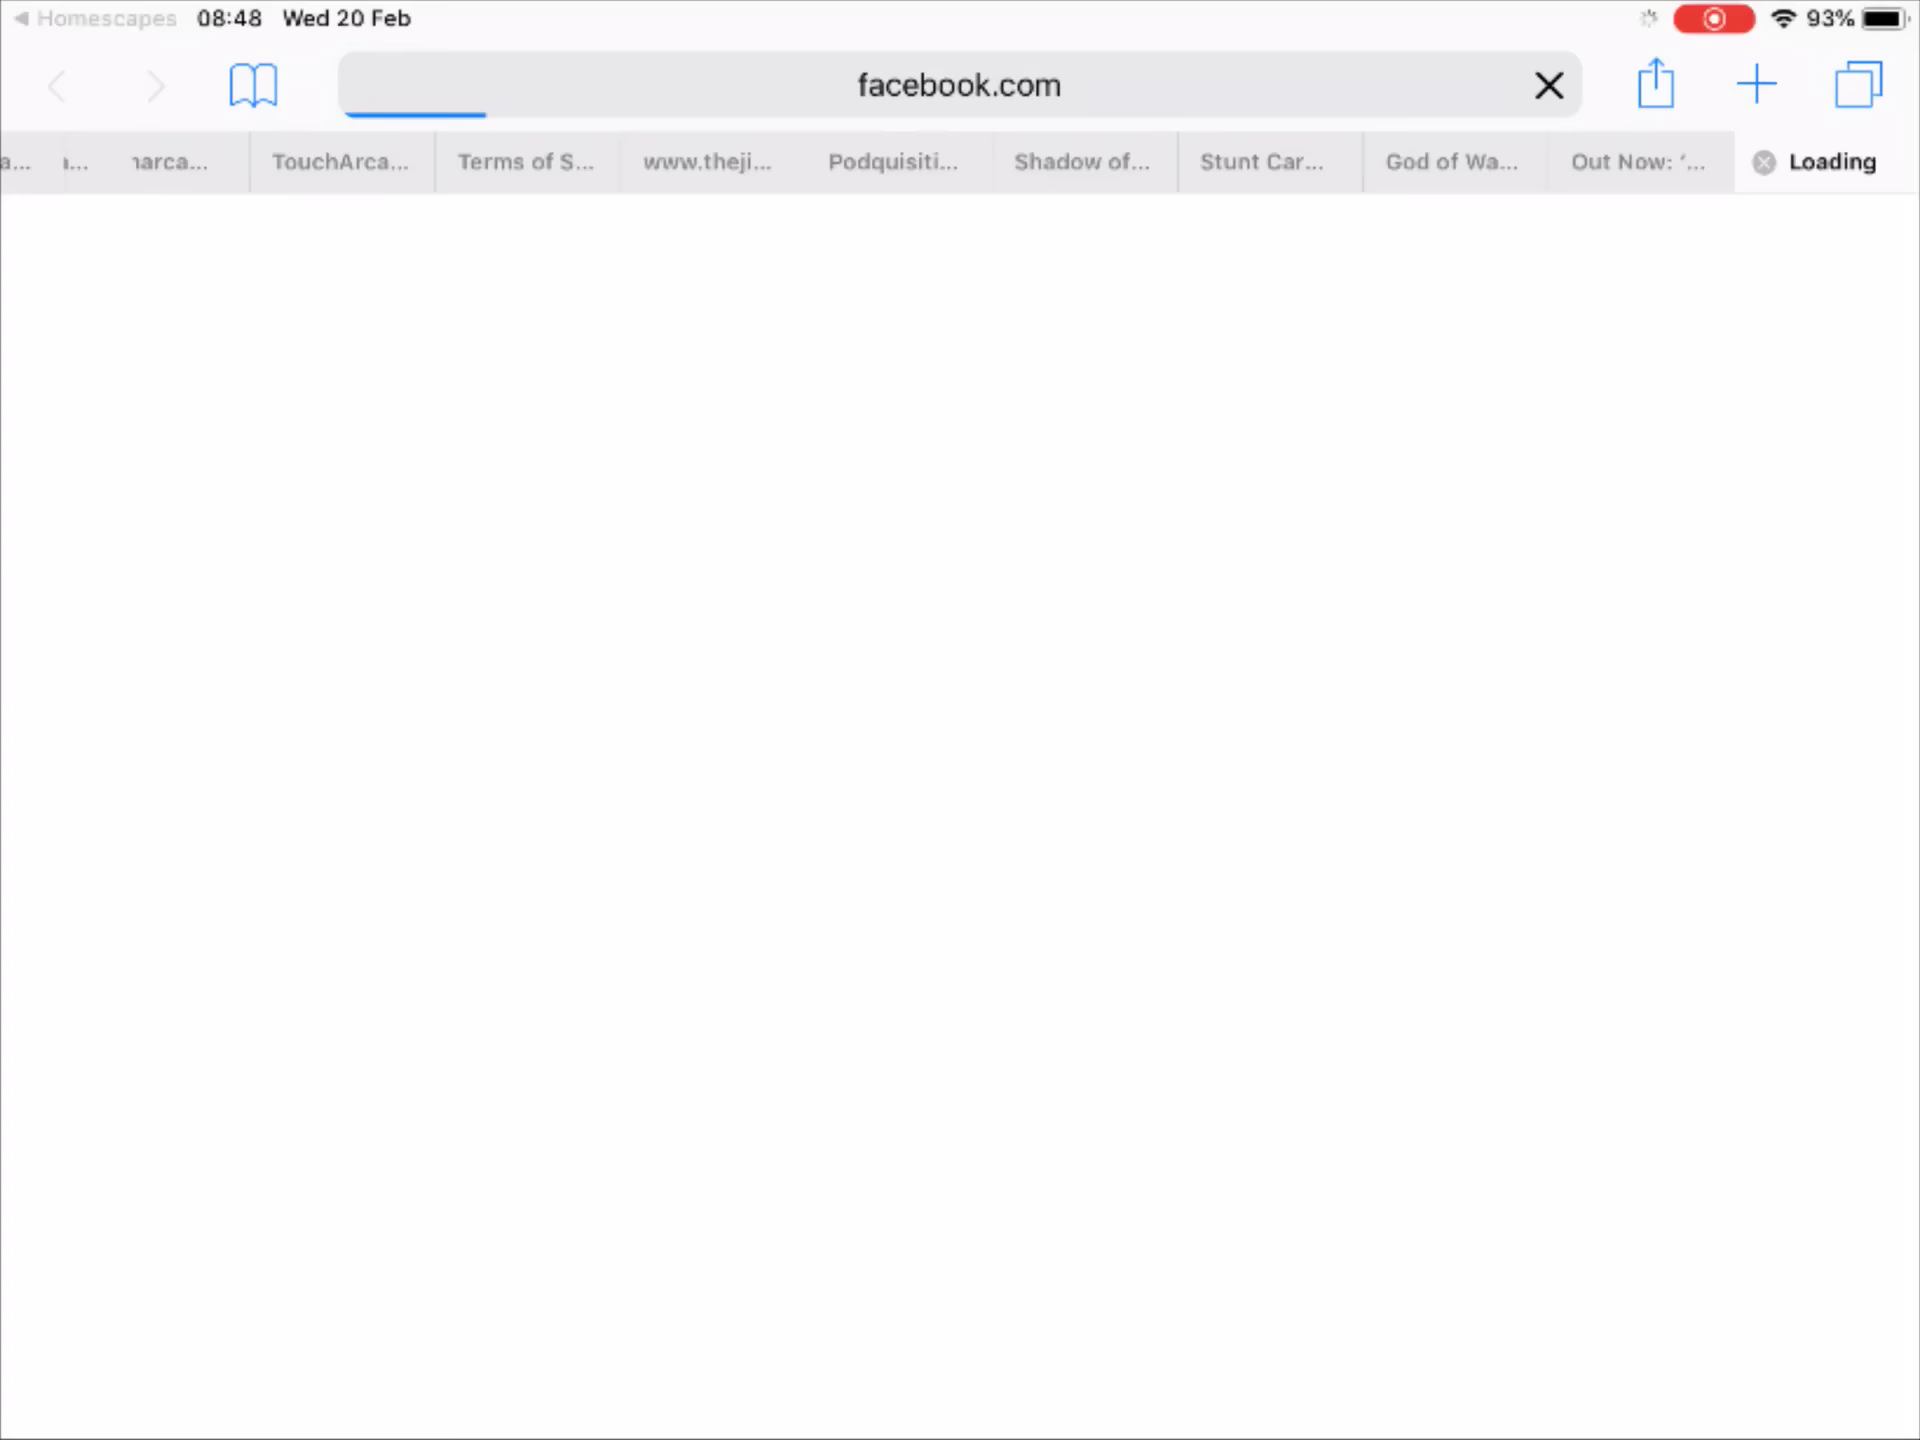 Homescapes 08:48 Wed 20 Feb 93%
facebook.com
a... a... harca... TouchArca... Terms of S... www.theji... Podquisiti... Shadow of... Stunt Car... God of Wa... Out Now: ‘... Loading